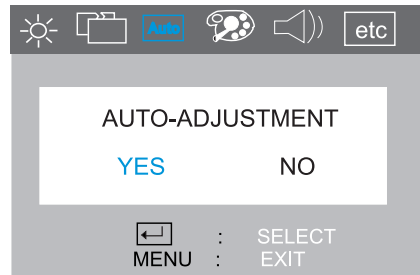 Auto etc
AUTO-ADJUSTMENT
YES NO
: SELECT
MENU : EXIT